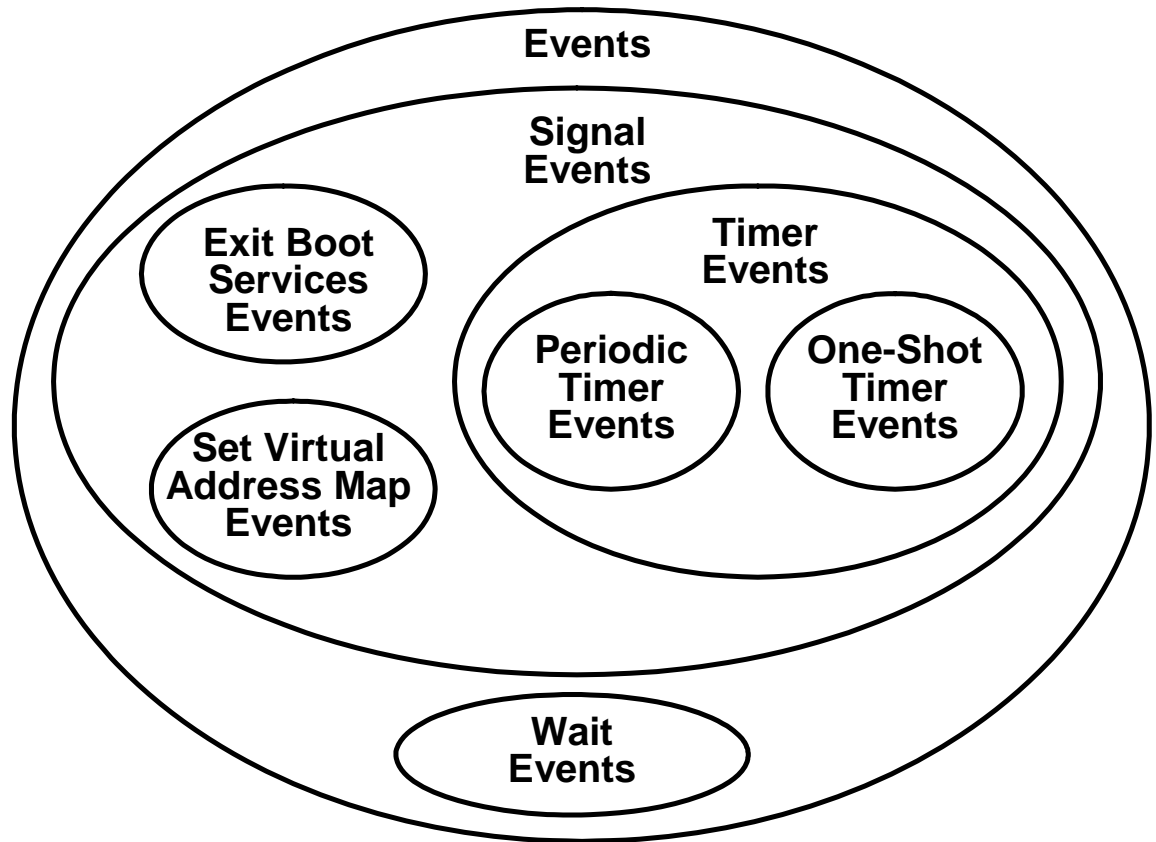 Events
Signal
Events
Exit Boot
Services
Events
Timer
Events
Periodic
Timer
Events
One-Shot
Timer
Events
Set Virtual
Address Map
Events
Wait
Events